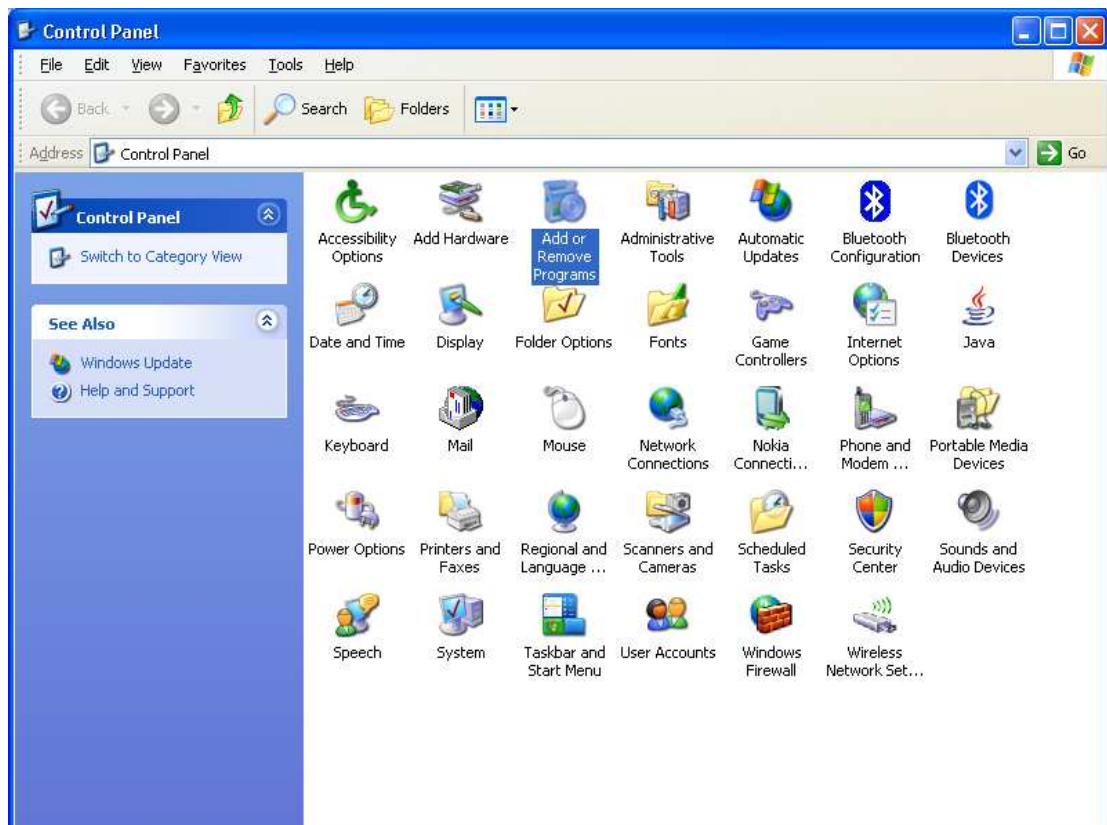 Control Panel
File Edit View Favorites Tools Help
Back Search Folders
Address Control Panel Go
Control Panel
Switch to Category View
See Also
Windows Update
Help and Support
Accessibility Options
Add Hardware
Add or Remove Programs
Administrative Tools
Automatic Updates
Bluetooth Configuration
Bluetooth Devices
Date and Time
Display
Folder Options
Fonts
Game Controllers
Internet Options
Java
Keyboard
Mail
Mouse
Network Connections
Nokia Connecti...
Phone and Modem ...
Portable Media Devices
Power Options
Printers and Faxes
Regional and Language ...
Scanners and Cameras
Scheduled Tasks
Security Center
Sounds and Audio Devices
Speech
System
Taskbar and Start Menu
User Accounts
Windows Firewall
Wireless Network Set...